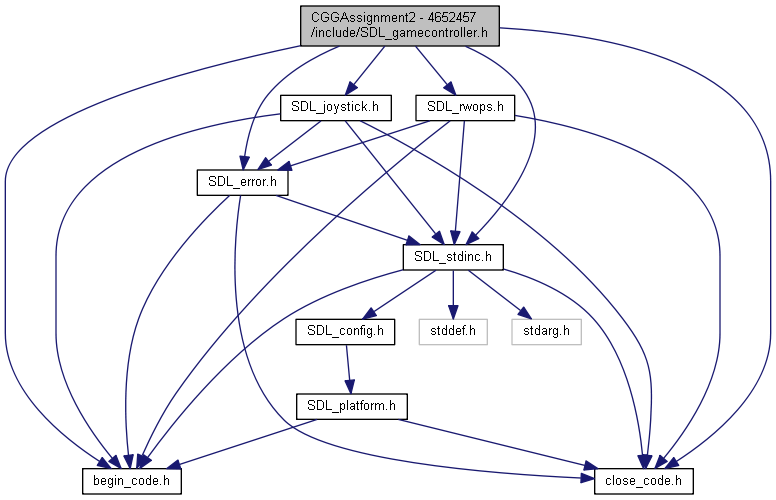 CGGAssignment2 - 4652457
/include/SDL_gamecontroller.h
SDL_joystick.h
SDL_rwops.h
SDL_error.h
SDL_stdinc.h
SDL_config.h
stddef.h
stdarg.h
SDL_platform.h
begin_code.h
close_code.h